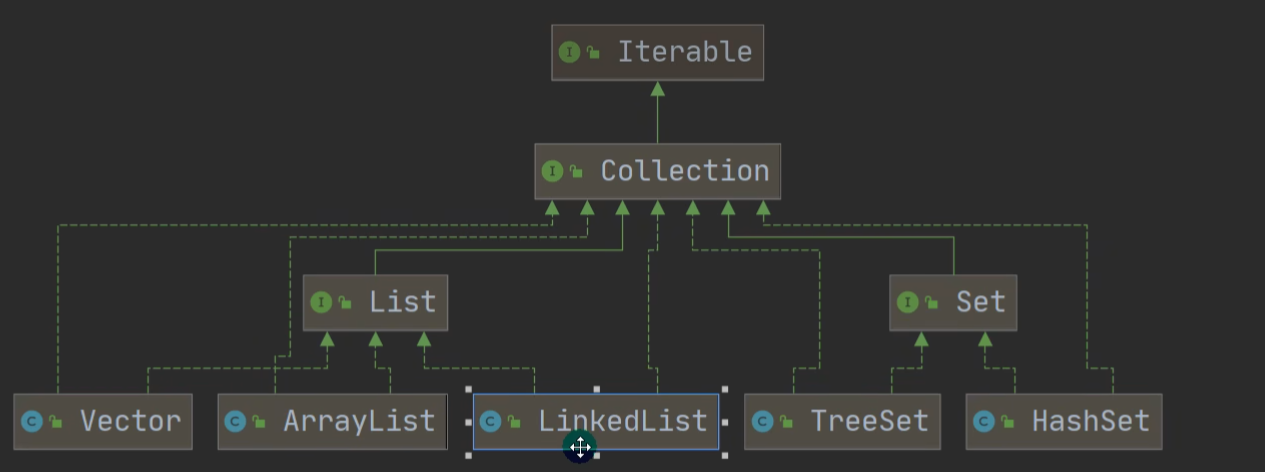 I Iterable
I Collection
I List
I Set
C Vector
C ArrayList
C LinkedList
C TreeSet
C HashSet